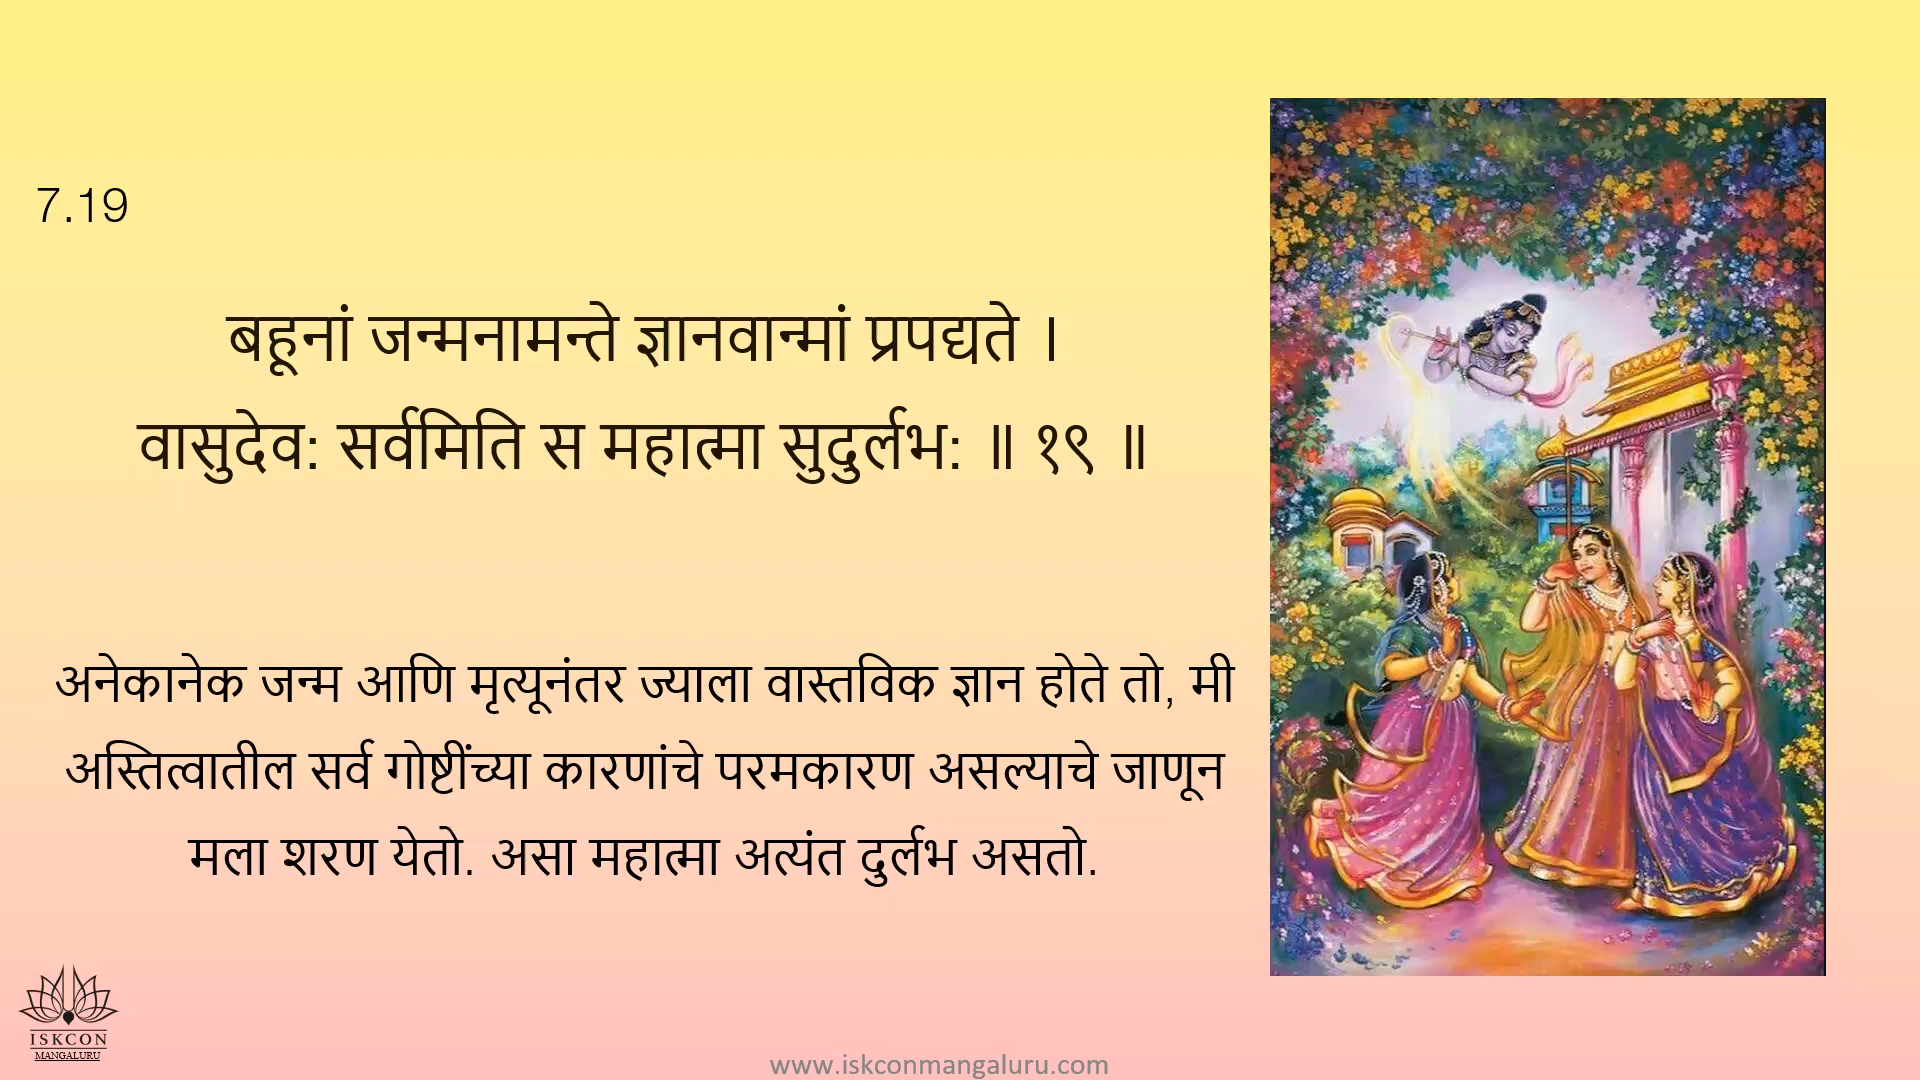 7.19
बहूनां जन्मनामन्ते ज्ञानवान्मां प्रपद्यते ।
वासुदेव: सर्वमिति स महात्मा सुदुर्लभ: ॥ १९ ॥
अनेकानेक जन्म आणि मृत्यूनंतर ज्याला वास्तविक ज्ञान होते तो, मी
अस्तित्वातील सर्व गोष्टींच्या कारणांचे परमकारण असल्याचे जाणून
मला शरण येतो. असा महात्मा अत्यंत दुर्लभ असतो.
ISKCON
MANGALURU
www.iskconmangaluru.com